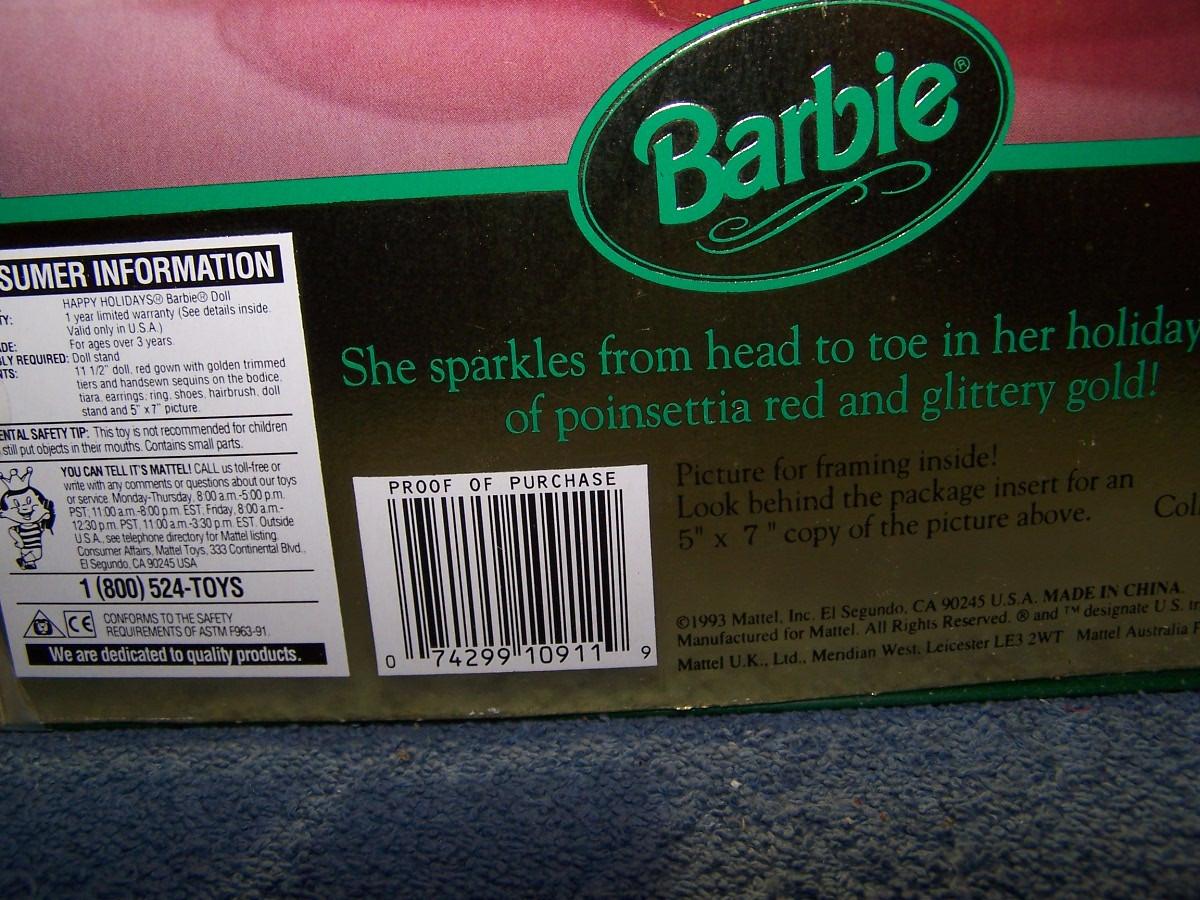 Barbie®
SUMER INFORMATION
HAPPY HOLIDAYS® Barbie® Doll
TY: 1 year limited warranty (See details inside.
Valid only in U.S.A.)
ADE: For ages over 3 years.
BLY REQUIRED: Doll stand
NTS: 11 1/2" doll, red gown with golden trimmed
tiers and handsewn sequins on the bodice,
tiara, earrings, ring, shoes, hairbrush, doll
stand and 5" x 7" picture.
ENTAL SAFETY TIP: This toy is not recommended for children
still put objects in their mouths. Contains small parts.
YOU CAN TELL IT'S MATTEL! CALL us toll-free or
write with any comments or questions about our toys
or service. Monday-Thursday, 8:00 a.m.-5:00 p.m.
PST, 11:00 a.m.-8:00 p.m. EST. Friday, 8:00 a.m.-
12:30 p.m. PST, 11:00 a.m.-3:30 p.m. EST. Outside
U.S.A., see telephone directory for Mattel listing.
Consumer Affairs, Mattel Toys, 333 Continental Blvd.,
El Segundo, CA 90245 USA
1 (800) 524-TOYS
CE CONFORMS TO THE SAFETY
REQUIREMENTS OF ASTM F963-91.
We are dedicated to quality products.
She sparkles from head to toe in her holiday
of poinsettia red and glittery gold!
PROOF OF PURCHASE
0 74299 10911 9
Picture for framing inside!
Look behind the package insert for an
5" x 7" copy of the picture above.
Coll
©1993 Mattel, Inc. El Segundo, CA 90245 U.S.A. MADE IN CHINA.
Manufactured for Mattel. All Rights Reserved. ® and ™ designate U.S. tr
Mattel U.K., Ltd., Meridian West, Leicester LE3 2WT Mattel Australia P